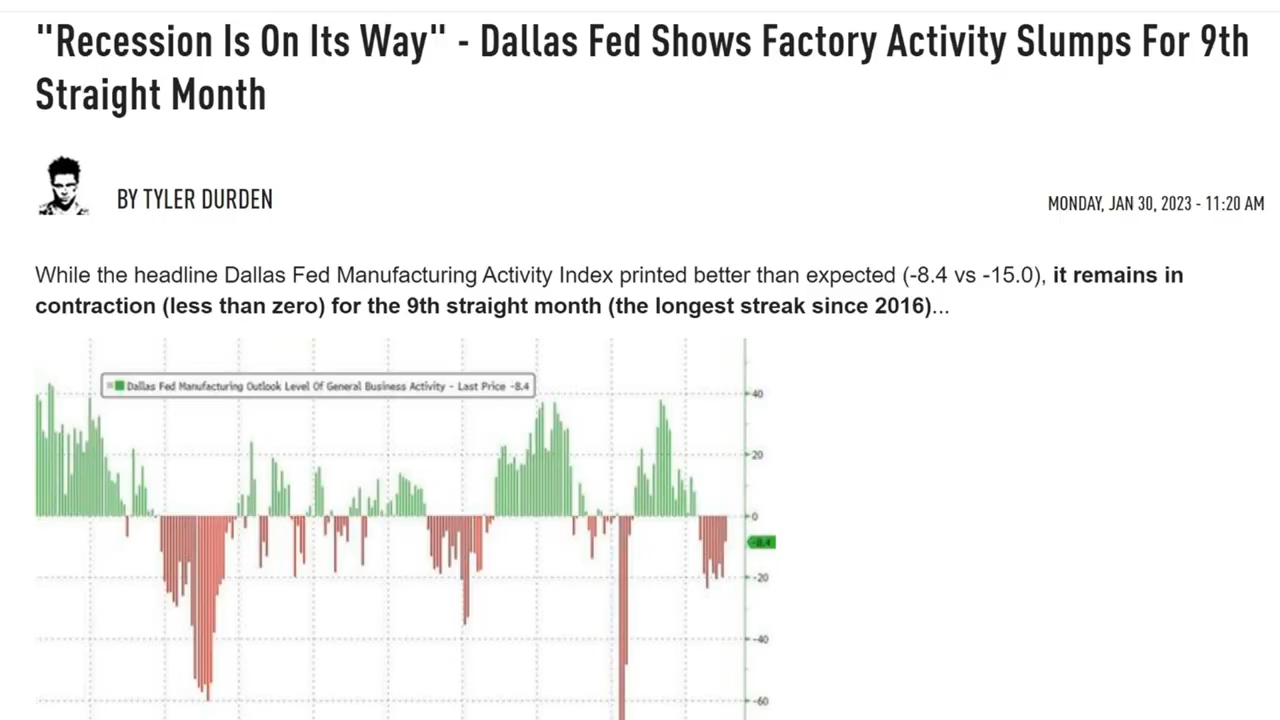 "Recession Is On Its Way" - Dallas Fed Shows Factory Activity Slumps For 9th
Straight Month
BY TYLER DURDEN
MONDAY, JAN 30, 2023 - 11:20 AM
While the headline Dallas Fed Manufacturing Activity Index printed better than expected (-8.4 vs -15.0), it remains in
contraction (less than zero) for the 9th straight month (the longest streak since 2016)...
Dallas Fed Manufacturing Outlook Level Of General Business Activity - Last Price -8.4
40
20
0
-8.4
-20
-40
-60